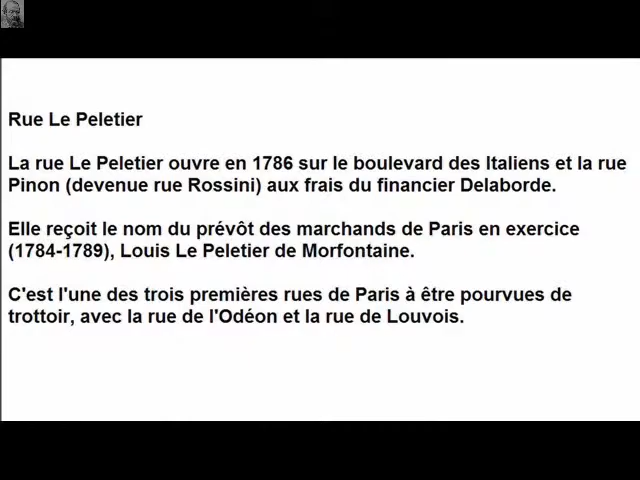 Rue Le Peletier
La rue Le Peletier ouvre en 1786 sur le boulevard des Italiens et la rue
Pinon (devenue rue Rossini) aux frais du financier Delaborde.
Elle reçoit le nom du prévôt des marchands de Paris en exercice
(1784-1789), Louis Le Peletier de Morfontaine.
C'est l'une des trois premières rues de Paris à être pourvues de
trottoir, avec la rue de l'Odéon et la rue de Louvois.